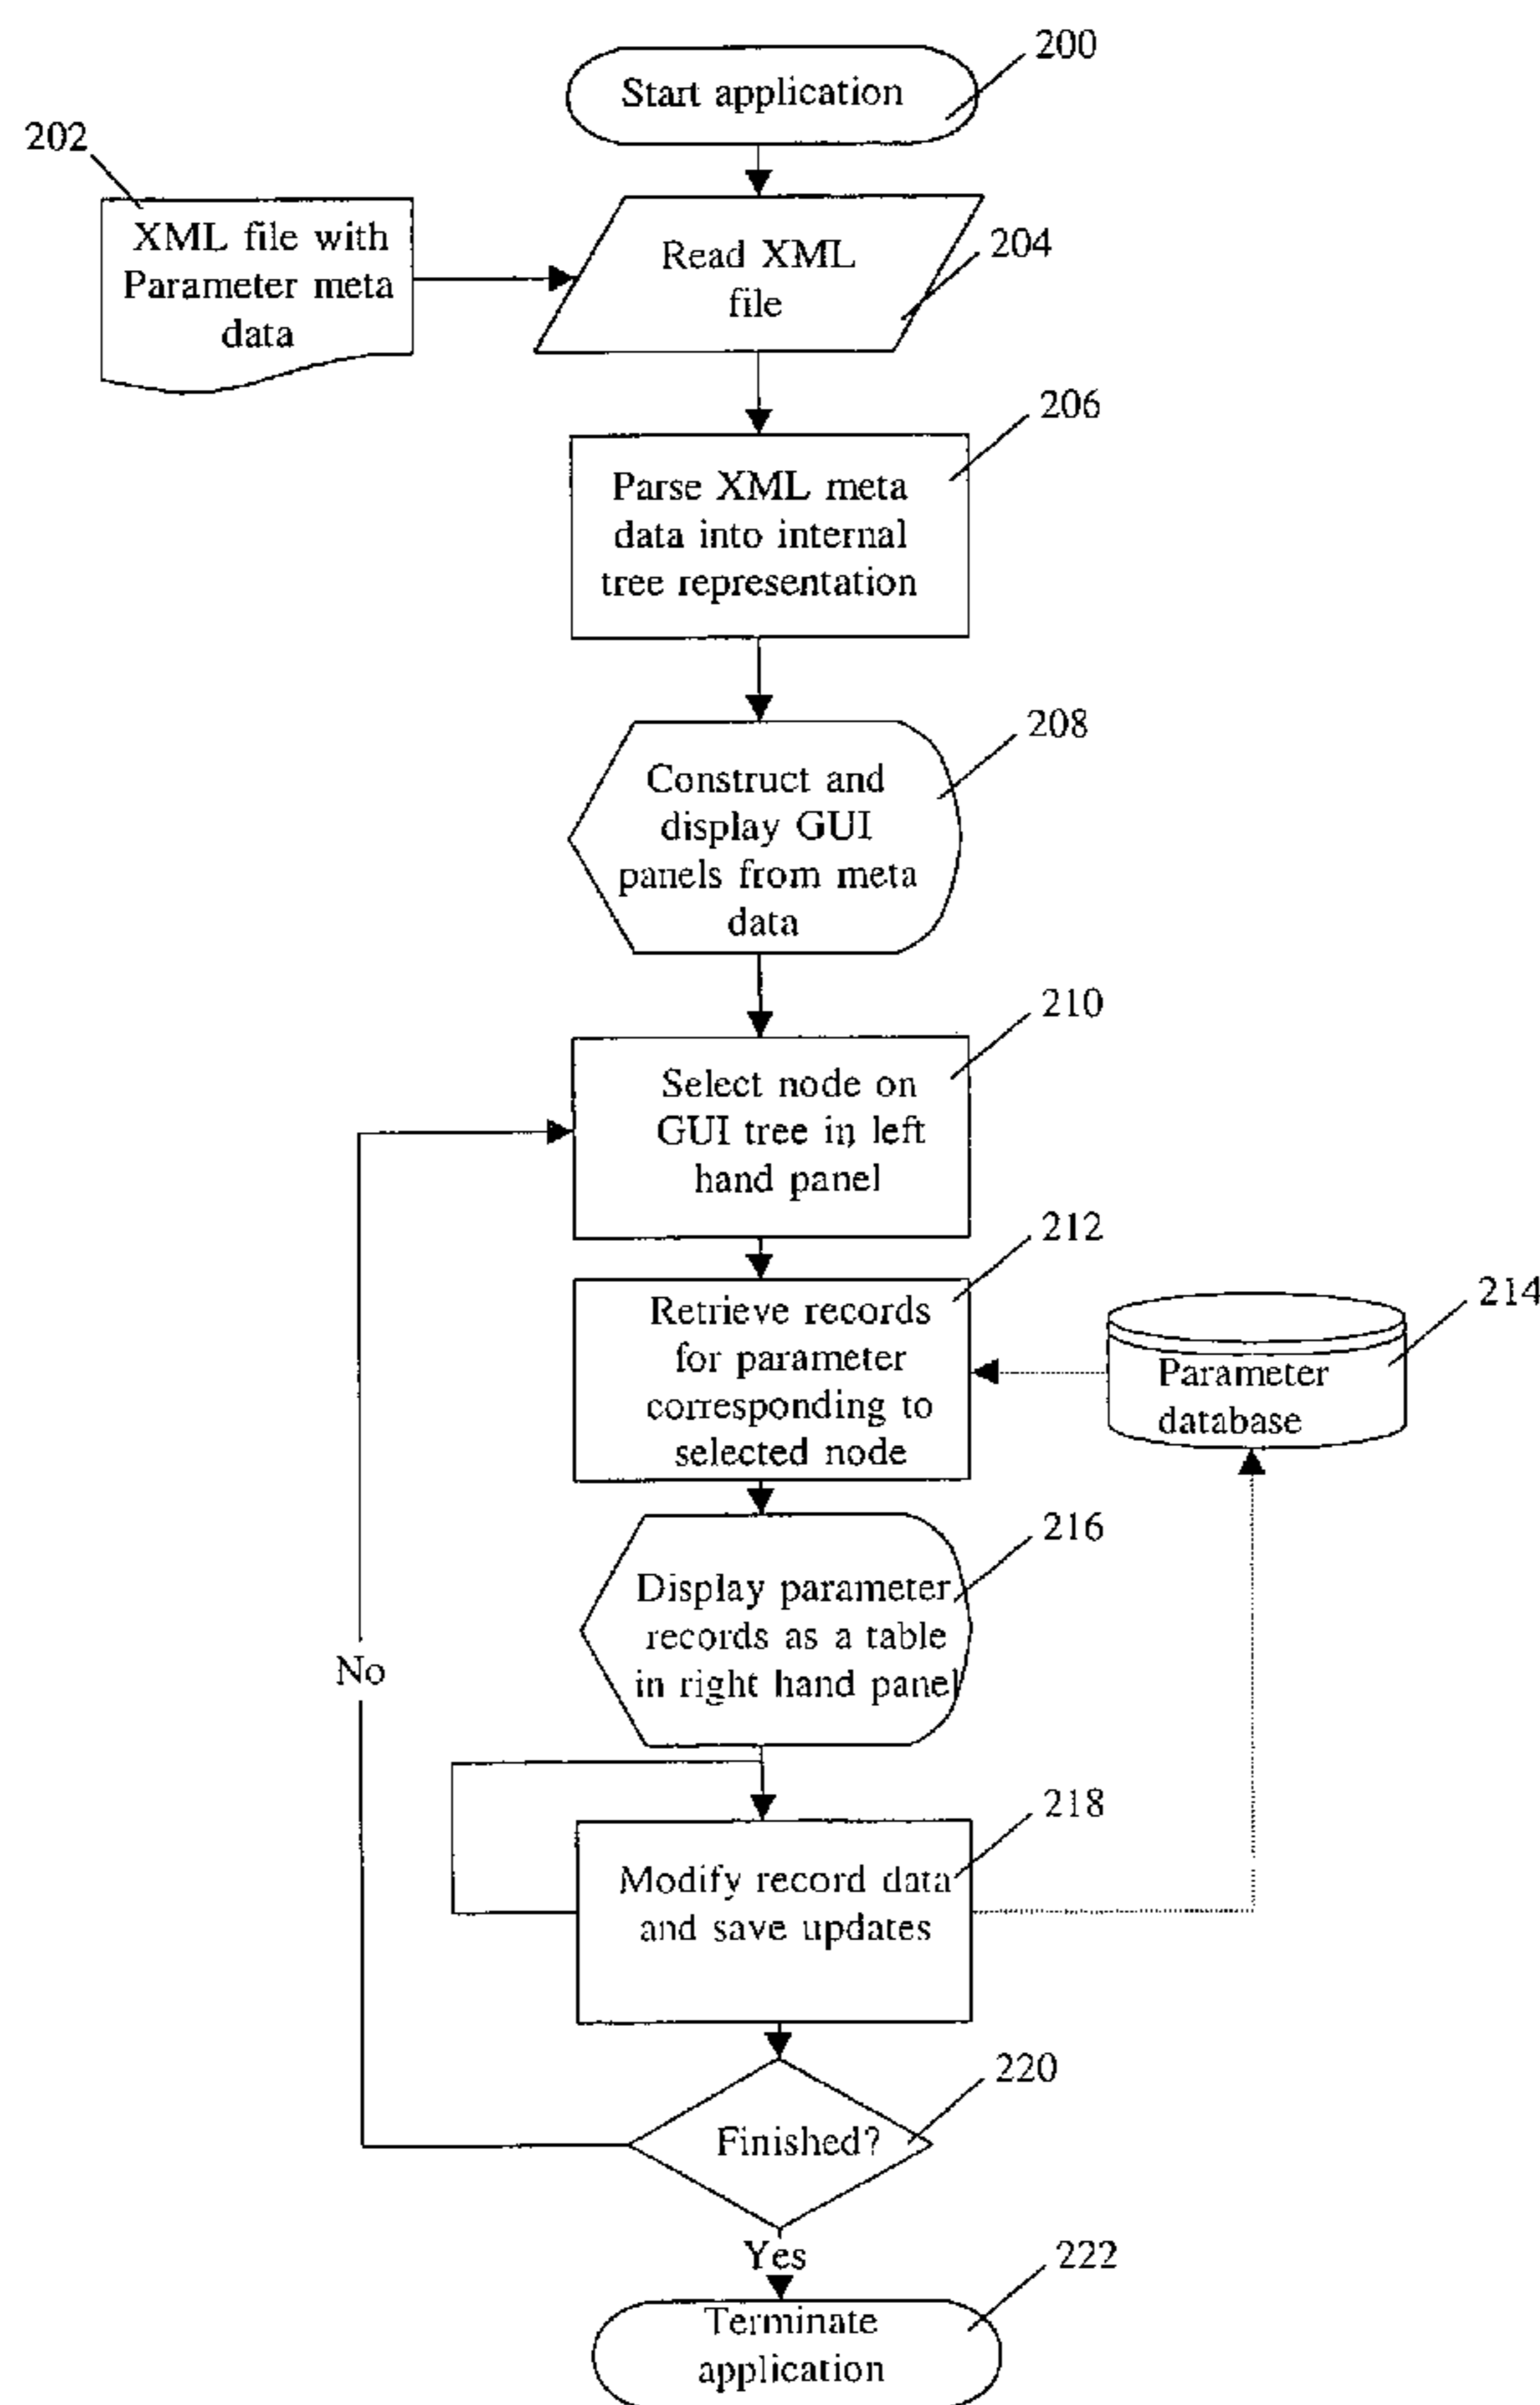 200
Start application
202
XML file with
Parameter meta
data
204
Read XML
file
206
Parse XML meta
data into internal
tree representation
208
Construct and
display GUI
panels from meta
data
210
Select node on
GUI tree in left
hand panel
212
Retrieve records
for parameter
corresponding to
selected node
214
Parameter
database
216
Display parameter
records as a table
in right hand panel
No
218
Modify record data
and save updates
220
Finished?
Yes
222
Terminate
application